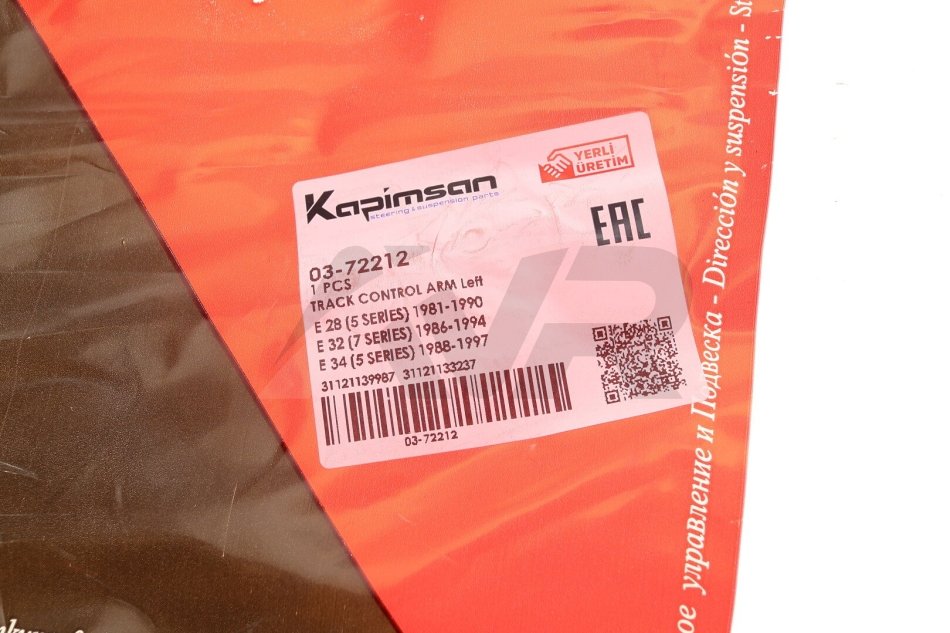 Kapimsan
steering & suspension parts
YERLİ
ÜRETİM
EAC
03-72212
1 PCS
TRACK CONTROL ARM Left
E 28 (5 SERIES) 1981-1990
E 32 (7 SERIES) 1986-1994
E 34 (5 SERIES) 1988-1997
31121139987 31121133237
03-72212
ое управление и Подвеска - Dirección y suspensión - St